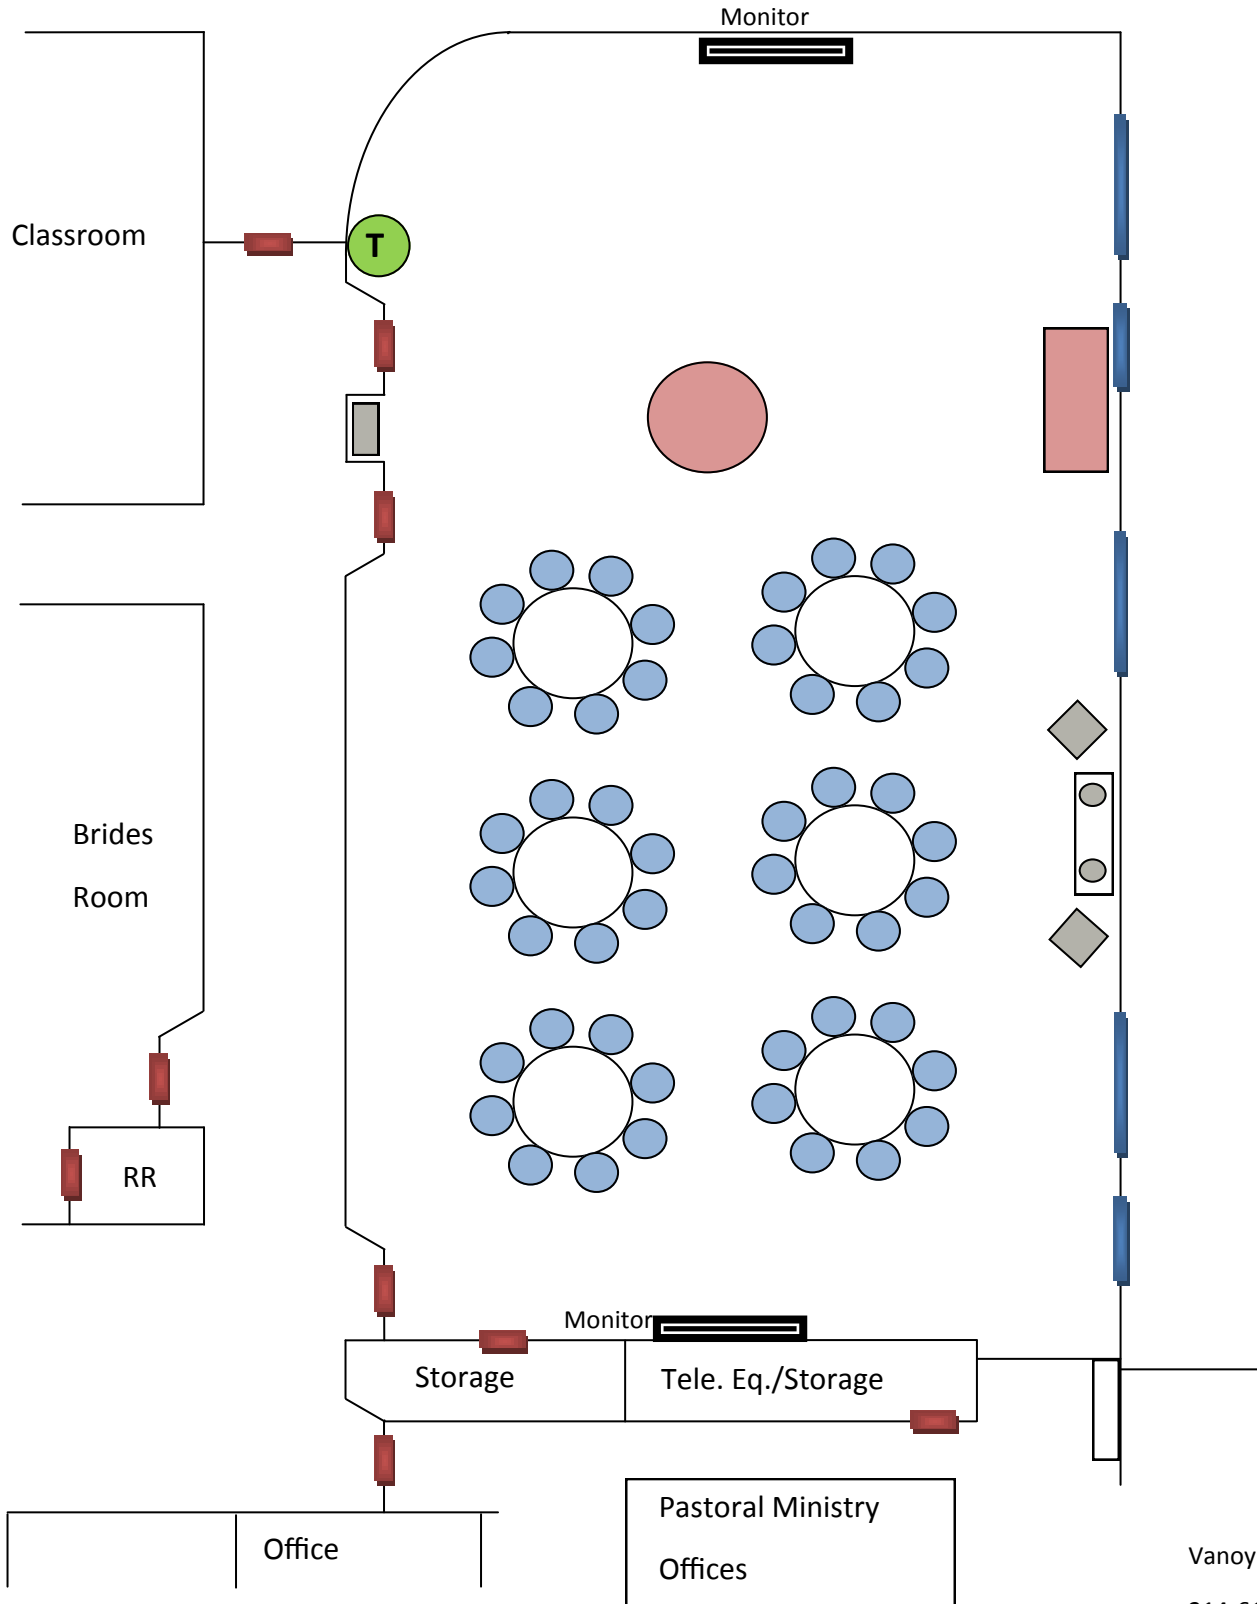 Monitor
Classroom
T
Brides
Room
RR
Monitor
Storage
Tele. Eq./Storage
Pastoral Ministry
Offices
Office
Vanoy